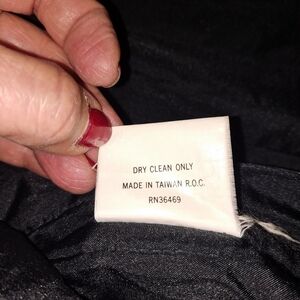 DRY CLEAN ONLY
MADE IN TAIWAN R.O.C.
RN36469